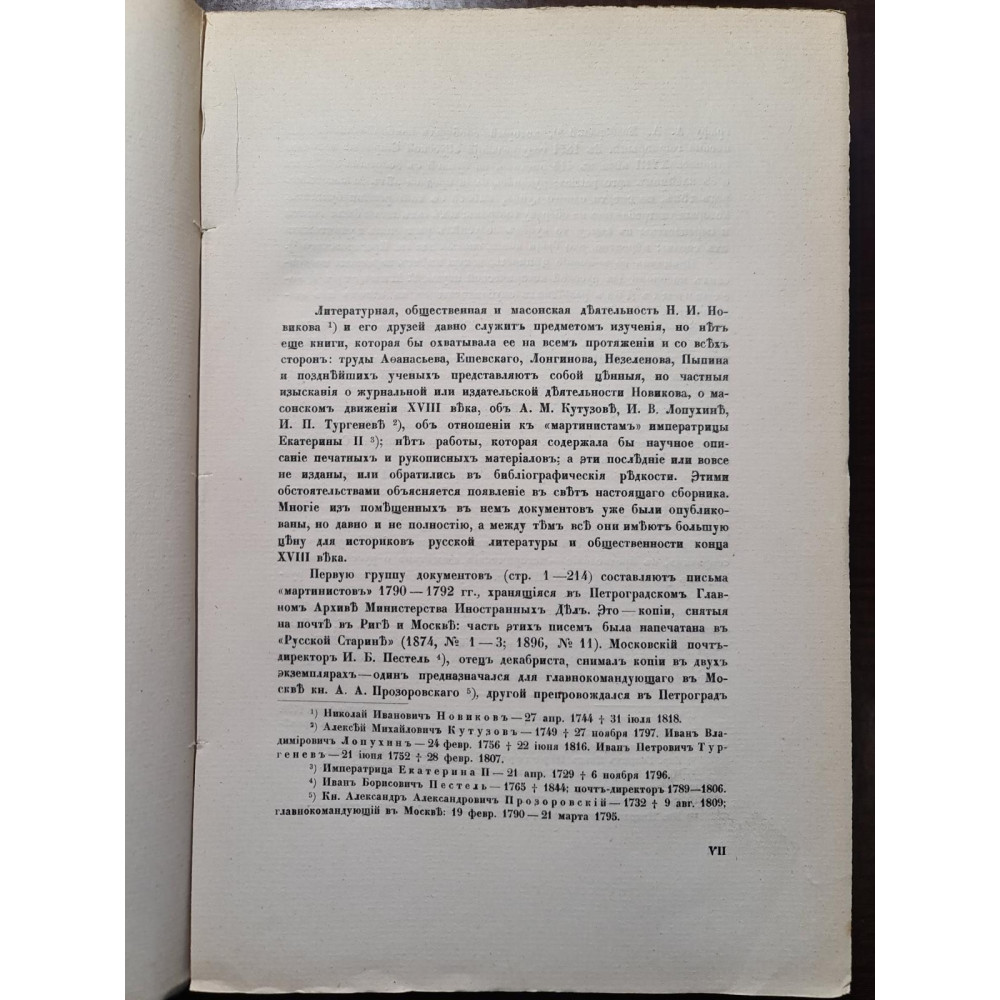 Литературная, общественная и масонская дѣятельность Н. И. Но-
викова ¹) и его друзей давно служитъ предметомъ изученія, но нѣтъ
еще книги, которая бы охватывала ее на всемъ протяженіи и со всѣхъ
сторонъ: труды Аѳанасьева, Ешевскаго, Лонгинова, Незеленова, Пыпина
и позднѣйшихъ ученыхъ представляютъ собой цѣнныя, но частныя
изысканія о журнальной или издательской дѣятельности Новикова, о ма-
сонскомъ движеніи XVIII вѣка, объ А. М. Кутузовѣ, И. В. Лопухинѣ,
И. П. Тургеневѣ ²), объ отношеніи къ «мартинистамъ» императрицы
Екатерины II ³); нѣтъ работы, которая содержала бы научное опи-
саніе печатныхъ и рукописныхъ матеріаловъ; а эти послѣдніе или вовсе
не изданы, или обратились въ библіографическія рѣдкости. Этими
обстоятельствами объясняется появленіе въ свѣтъ настоящаго сборника.
Многіе изъ помѣщенныхъ въ немъ документовъ уже были опублико-
ваны, но давно и не полностію, а между тѣмъ всѣ они имѣютъ большую
цѣну для историковъ русской литературы и общественности конца
XVIII вѣка.
Первую группу документовъ (стр. 1—214) составляютъ письма
«мартинистовъ» 1790—1792 гг., хранящіяся въ Петроградскомъ Глав-
номъ Архивѣ Министерства Иностранныхъ Дѣлъ. Это—копіи, снятыя
на почтѣ въ Ригѣ и Москвѣ: часть этихъ писемъ была напечатана въ
«Русской Старинѣ» (1874, № 1—3; 1896, № 11). Московскій почтъ-
директоръ И. Б. Пестель ⁴), отецъ декабриста, снималъ копіи въ двухъ
экземплярахъ—одинъ предназначался для главнокомандующаго въ Мо-
сквѣ кн. А. А. Прозоровскаго ⁵), другой препровождался въ Петроградъ
¹) Николай Ивановичъ Новиковъ—27 апр. 1744 † 31 іюля 1818.
²) Алексѣй Михайловичъ Кутузовъ—1749 † 27 ноября 1797. Иванъ Вла-
димировичъ Лопухинъ—24 февр. 1756 † 22 іюня 1816. Иванъ Петровичъ Тур-
геневъ—21 іюня 1752 † 28 февр. 1807.
³) Императрица Екатерина II—21 апр. 1729 † 6 ноября 1796.
⁴) Иванъ Борисовичъ Пестель—1765 † 1844; почтъ-директоръ 1789—1806.
⁵) Кн. Александръ Александровичъ Прозоровскій—1732 † 9 авг. 1809;
главнокомандующій въ Москвѣ: 19 февр. 1790—21 марта 1795.
VII